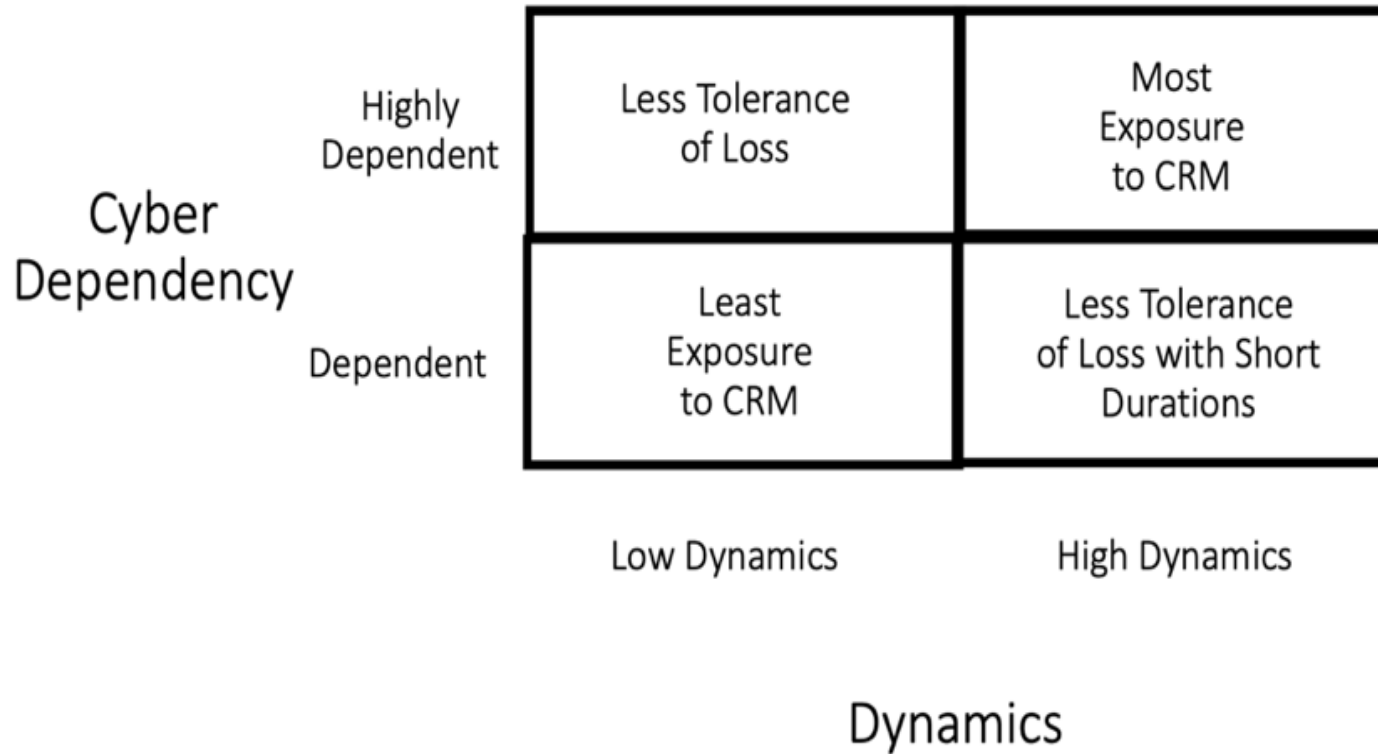 Cyber
Dependency
Highly
Dependent
Less Tolerance
of Loss
Most
Exposure
to CRM
Dependent
Least
Exposure
to CRM
Less Tolerance
of Loss with Short
Durations
Low Dynamics
High Dynamics
Dynamics